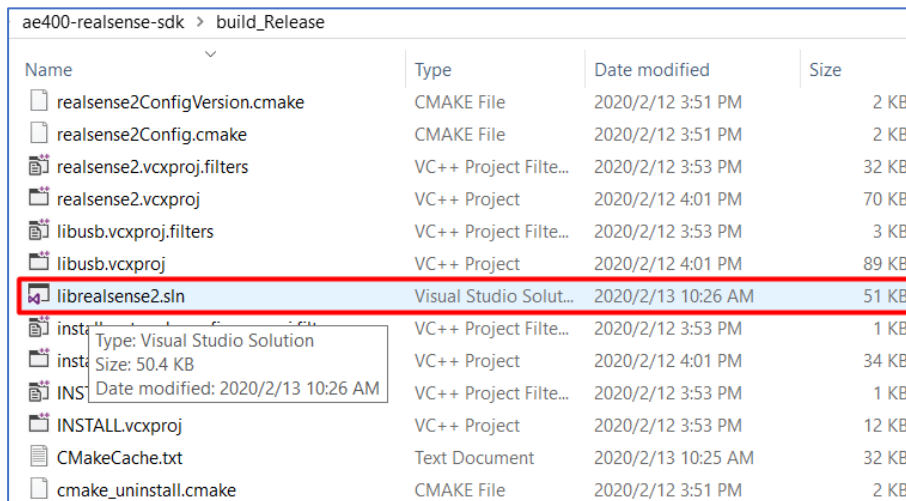 ae400-realsense-sdk > build_Release
Name Type Date modified Size
realsense2ConfigVersion.cmake CMAKE File 2020/2/12 3:51 PM 2 KB
realsense2Config.cmake CMAKE File 2020/2/12 3:51 PM 2 KB
realsense2.vcxproj.filters VC++ Project Filte... 2020/2/12 3:53 PM 32 KB
realsense2.vcxproj VC++ Project 2020/2/12 4:01 PM 70 KB
libusb.vcxproj.filters VC++ Project Filte... 2020/2/12 3:53 PM 3 KB
libusb.vcxproj VC++ Project 2020/2/12 4:01 PM 89 KB
librealsense2.sln Visual Studio Solut... 2020/2/13 10:26 AM 51 KB
VC++ Project Filte... 2020/2/12 3:53 PM 1 KB
Type: Visual Studio Solution
insta VC++ Project 2020/2/12 4:01 PM 34 KB
Size: 50.4 KB
INS VC++ Project Filte... 2020/2/12 3:53 PM 1 KB
Date modified: 2020/2/13 10:26 AM
INSTALL.vcxproj VC++ Project 2020/2/12 3:53 PM 12 KB
CMakeCache.txt Text Document 2020/2/13 10:25 AM 32 KB
cmake_uninstall.cmake CMAKE File 2020/2/12 3:51 PM 2 KB